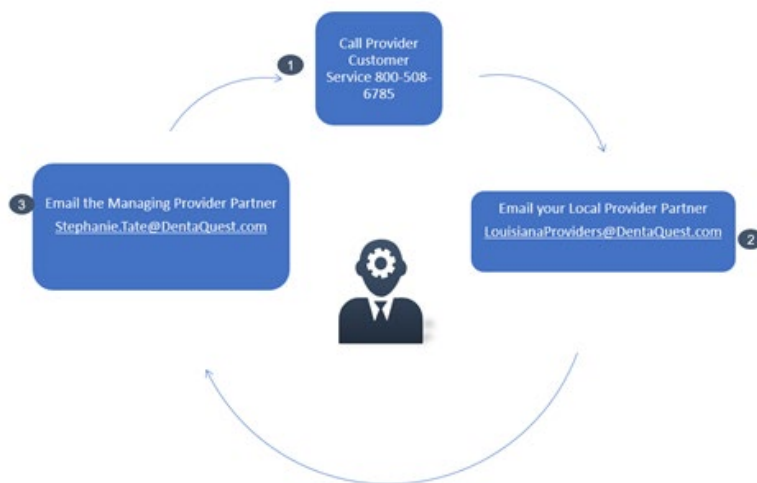 1
Call Provider
Customer
Service 800-508-
6785
2
Email your Local Provider Partner
LouisianaProviders@DentaQuest.com
3
Email the Managing Provider Partner
Stephanie.Tate@DentaQuest.com